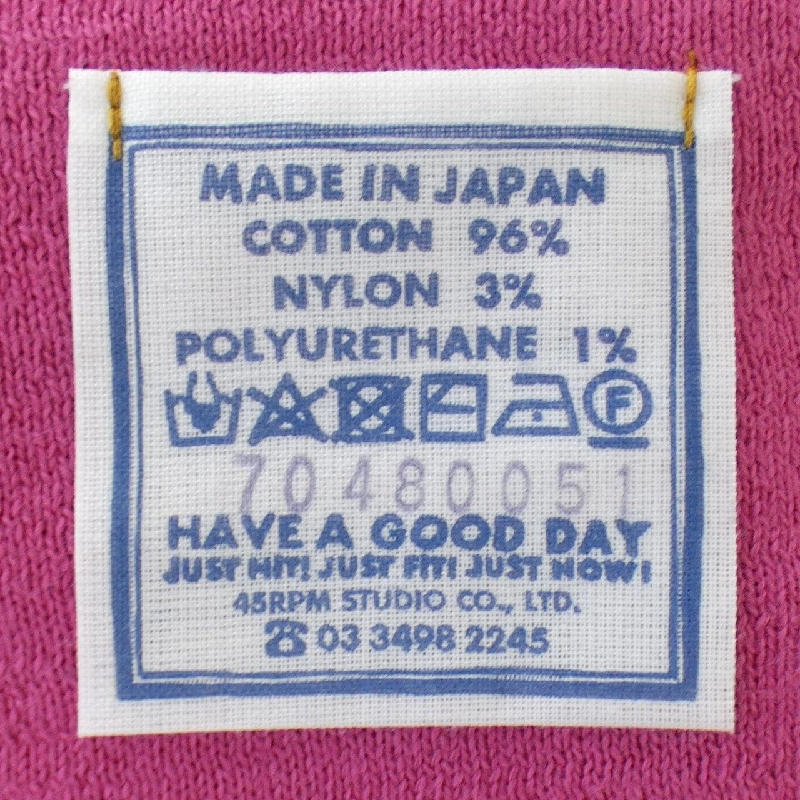 MADE IN JAPAN
COTTON 96%
NYLON 3%
POLYURETHANE 1%
F
70480051
HAVE A GOOD DAY
JUST HIT! JUST FIT! JUST NOW!
45RPM STUDIO CO., LTD.
☎ 03 3498 2245